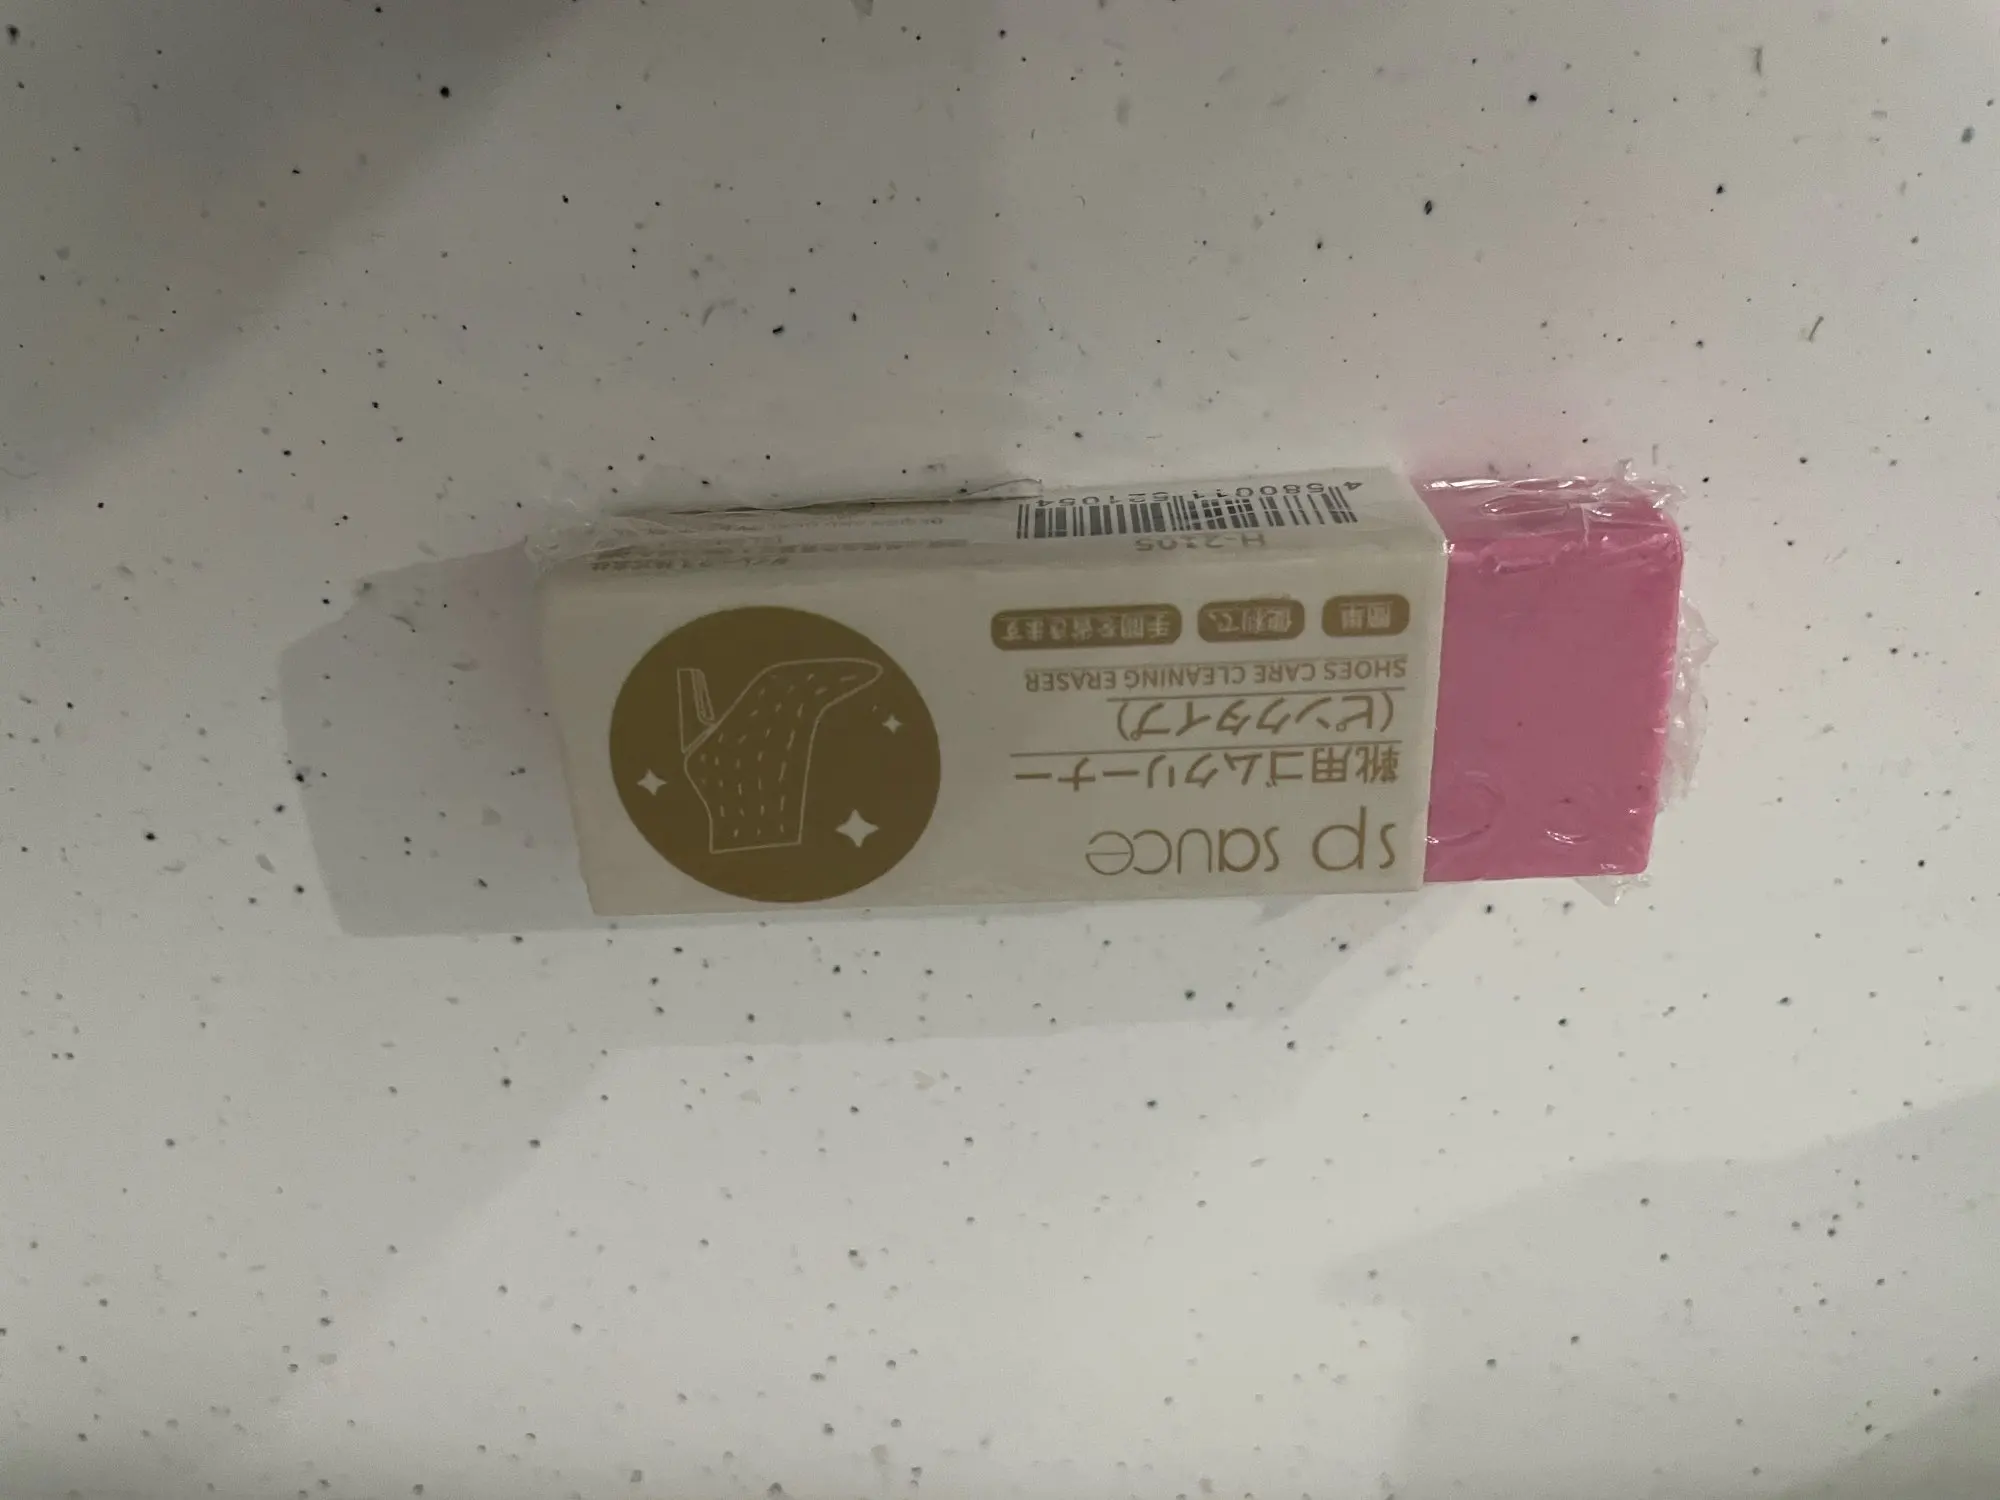 sp sauce
靴用ゴムクリーナー
(ピンクタイプ)
SHOES CARE CLEANING ERASER
簡単 便利で、 手間を省きます
H-2105
4580011521054